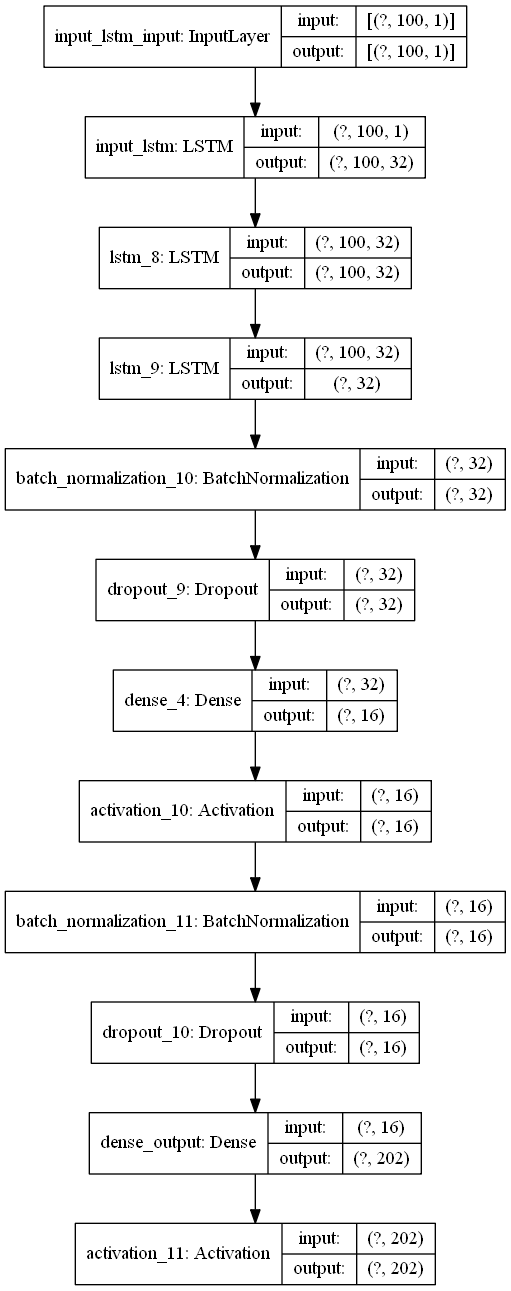 input_lstm_input: InputLayer
input: [(?, 100, 1)]
output: [(?, 100, 1)]
input_lstm: LSTM
input: (?, 100, 1)
output: (?, 100, 32)
lstm_8: LSTM
input: (?, 100, 32)
output: (?, 100, 32)
lstm_9: LSTM
input: (?, 100, 32)
output: (?, 32)
batch_normalization_10: BatchNormalization
input: (?, 32)
output: (?, 32)
dropout_9: Dropout
input: (?, 32)
output: (?, 32)
dense_4: Dense
input: (?, 32)
output: (?, 16)
activation_10: Activation
input: (?, 16)
output: (?, 16)
batch_normalization_11: BatchNormalization
input: (?, 16)
output: (?, 16)
dropout_10: Dropout
input: (?, 16)
output: (?, 16)
dense_output: Dense
input: (?, 16)
output: (?, 202)
activation_11: Activation
input: (?, 202)
output: (?, 202)